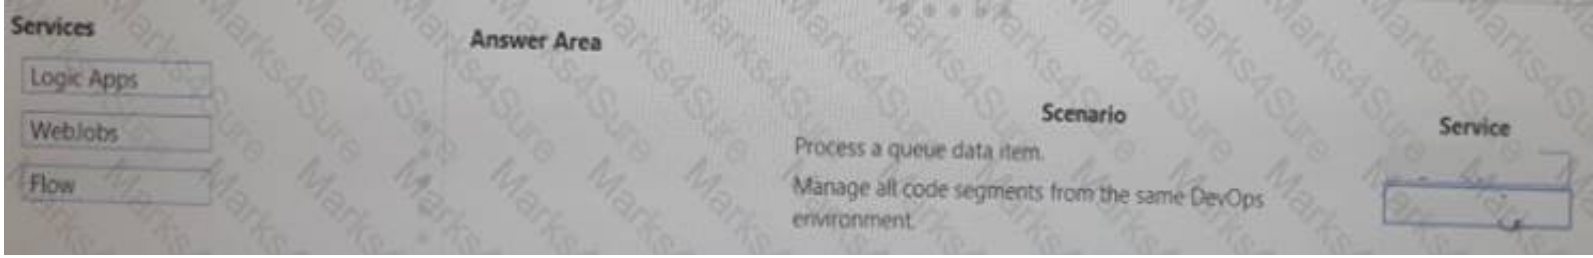 Services
Logic Apps
WebJobs
Flow
Answer Area
Scenario
Service
Process a queue data item.
Manage all code segments from the same DevOps
environment.
Marks4Sure